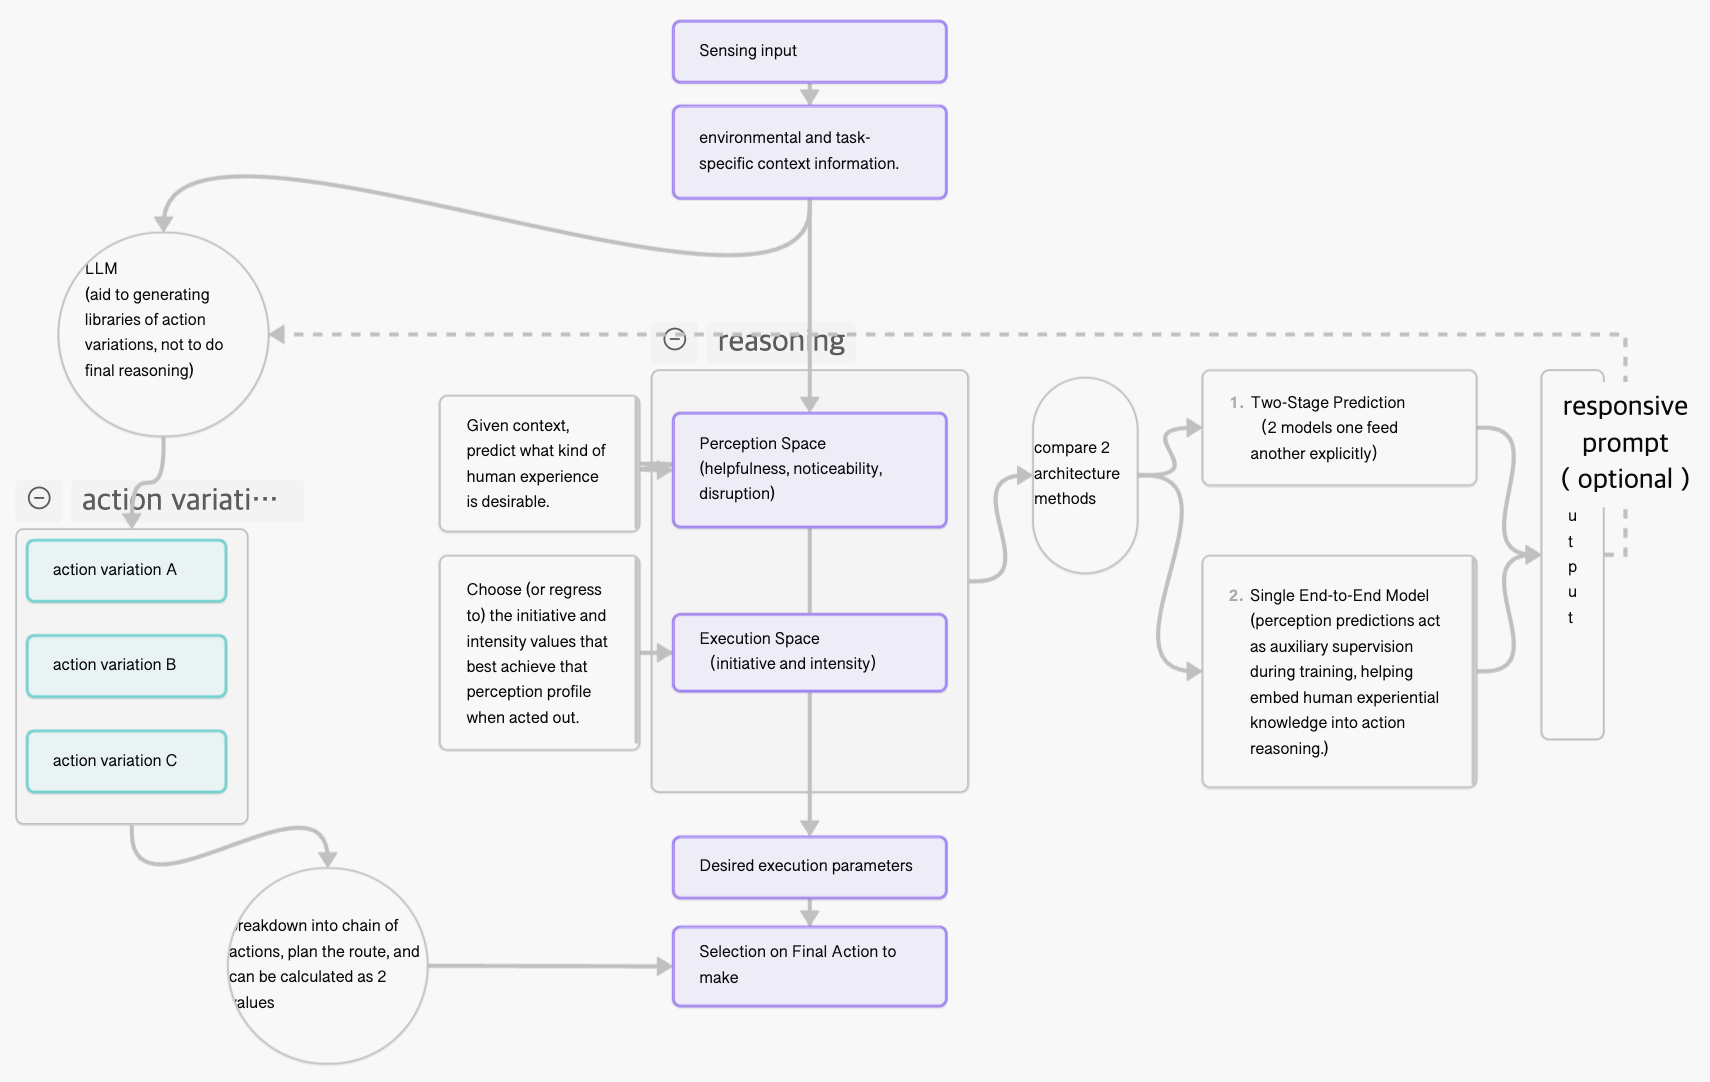 Sensing input
environmental and task-
specific context information.
LLM
(aid to generating
libraries of action
variations, not to do
final reasoning)
reasoning
Given context,
predict what kind of
human experience
is desirable.
Perception Space
(helpfulness, noticeability,
disruption)
Choose (or regress
to) the initiative and
intensity values that
best achieve that
perception profile
when acted out.
Execution Space
(initiative and intensity)
compare 2
architecture
methods
1. Two-Stage Prediction
(2 models one feed
another explicitly)
2. Single End-to-End Model
(perception predictions act
as auxiliary supervision
during training, helping
embed human experiential
knowledge into action
reasoning.)
responsive
prompt
( optional )
u
t
p
u
t
action variati···
action variation A
action variation B
action variation C
reakdown into chain of
actions, plan the route, and
can be calculated as 2
values
Desired execution parameters
Selection on Final Action to
make